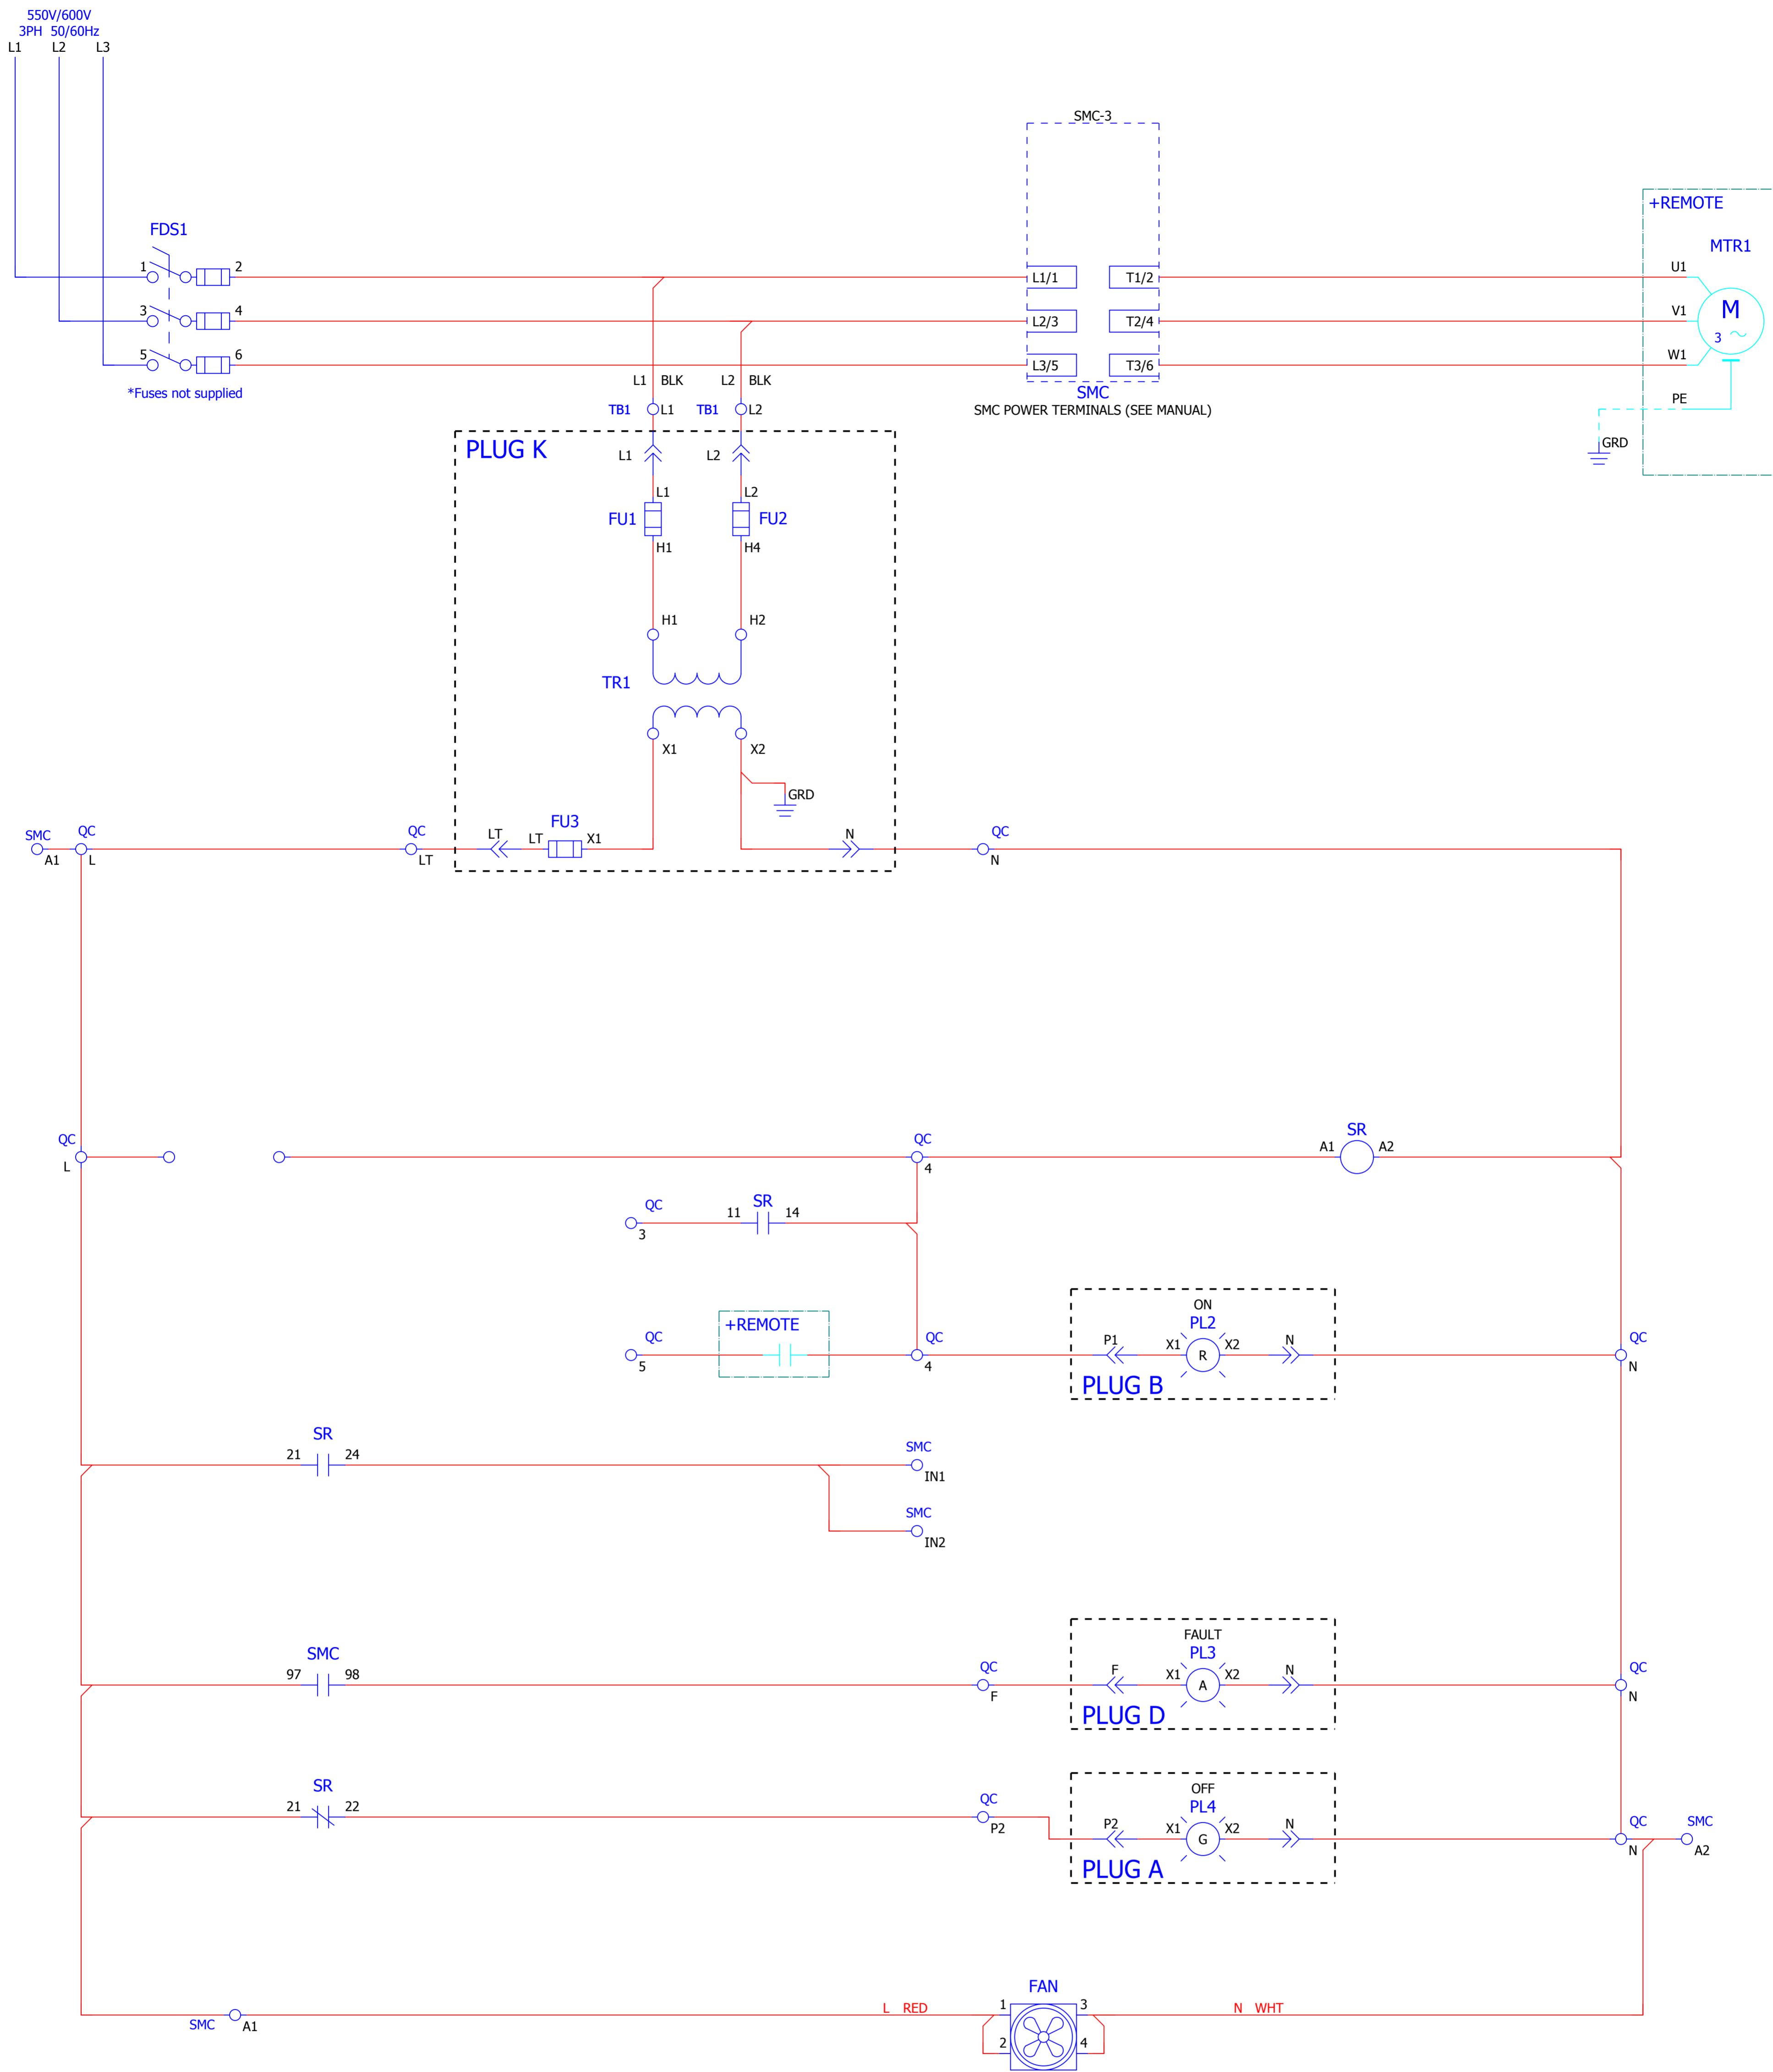 550V/600V
3PH 50/60Hz
L1 L2 L3
SMC-3
+REMOTE
FDS1
MTR1
1 2
L1/1 T1/2
U1
3 4
L2/3 T2/4
V1
M
3
5 6
L3/5 T3/6
W1
*Fuses not supplied
L1 BLK L2 BLK
SMC
SMC POWER TERMINALS (SEE MANUAL)
PE
TB1 L1 TB1 L2
GRD
PLUG K
L1 L2
L1 L2
FU1 FU2
H1 H4
H1 H2
TR1
X1 X2
GRD
FU3
SMC QC QC LT LT X1 N QC
A1 L LT N
QC QC SR
A1 A2
L 4
QC SR
11 14
3
ON
+REMOTE PL2
QC QC P1 X1 X2 N QC
R
5 4 N
PLUG B
SR SMC
21 24
IN1
SMC
IN2
FAULT
SMC PL3
97 98 QC F X1 X2 N QC
A
F N
PLUG D
SR OFF
21 22 QC PL4
P2 P2 X1 X2 N QC SMC
G
N A2
PLUG A
FAN
L RED 1 3 N WHT
SMC A1
2 4